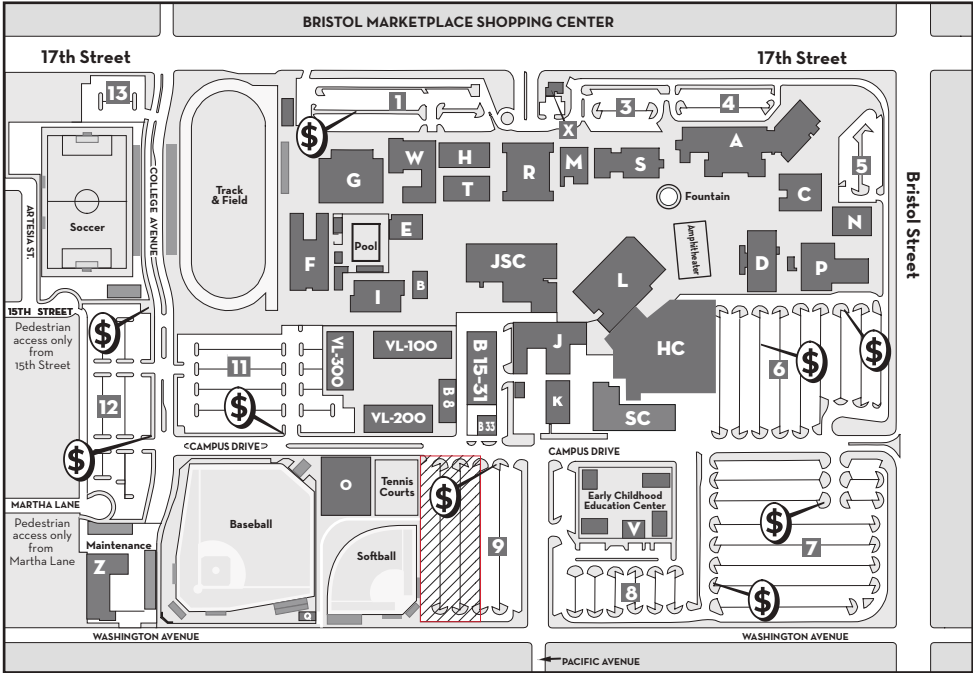 BRISTOL MARKETPLACE SHOPPING CENTER
17th Street
17th Street
13
1
3
4
X
$
5
W
H
T
G
R
M
S
A
C
N
Fountain
Track
& Field
COLLEGE AVENUE
ARTESIA ST.
Soccer
Bristol Street
Amphitheater
F
Pool
E
B
I
JSC
L
D
P
15TH STREET
Pedestrian
access only
from
15th Street
$
11
$
12
$
VL-300
VL-100
VL-200
B 8
B 15-31
B 33
J
K
HC
SC
6
$
$
<CAMPUS DRIVE>
CAMPUS DRIVE
MARTHA LANE
Pedestrian
access only
from
Martha Lane
Maintenance
Z
Baseball
O
Tennis
Courts
Softball
Q
$
9
Early Childhood
Education Center
V
8
$
7
$
WASHINGTON AVENUE
WASHINGTON AVENUE
PACIFIC AVENUE